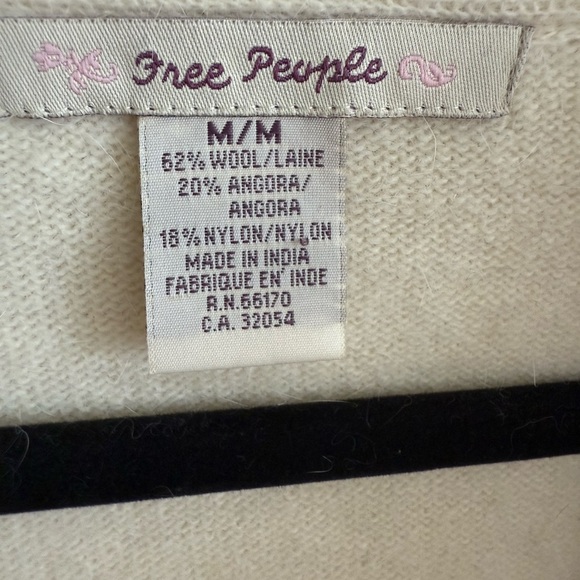 Free People
M/M
62% WOOL/LAINE
20% ANGORA/
ANGORA
18% NYLON/NYLON
MADE IN INDIA
FABRIQUE EN' INDE
R.N.66170
C.A. 32054